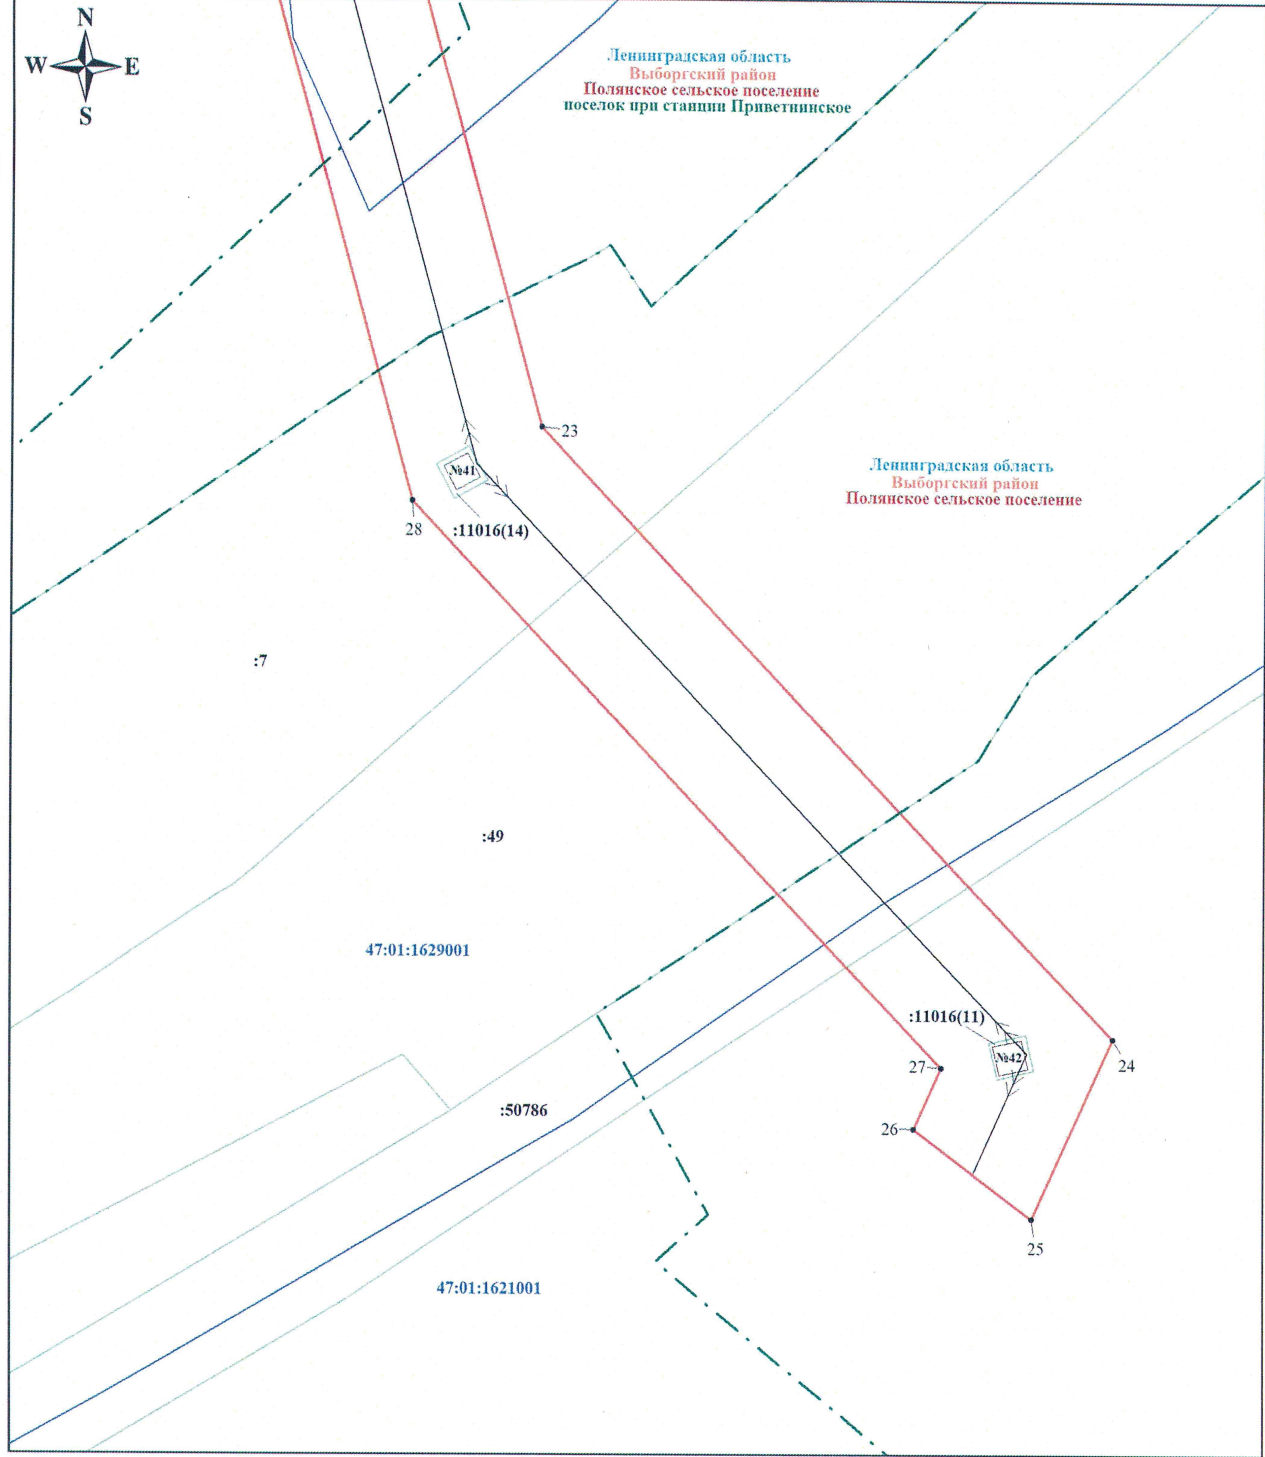 N
W E
S
Ленинградская область
Выборгский район
Полянское сельское поселение
поселок при станции Приветнинское
23
№41
28
:11016(14)
Ленинградская область
Выборгский район
Полянское сельское поселение
:7
:49
47:01:1629001
:11016(11)
№42
24
27
:50786
26
25
47:01:1621001